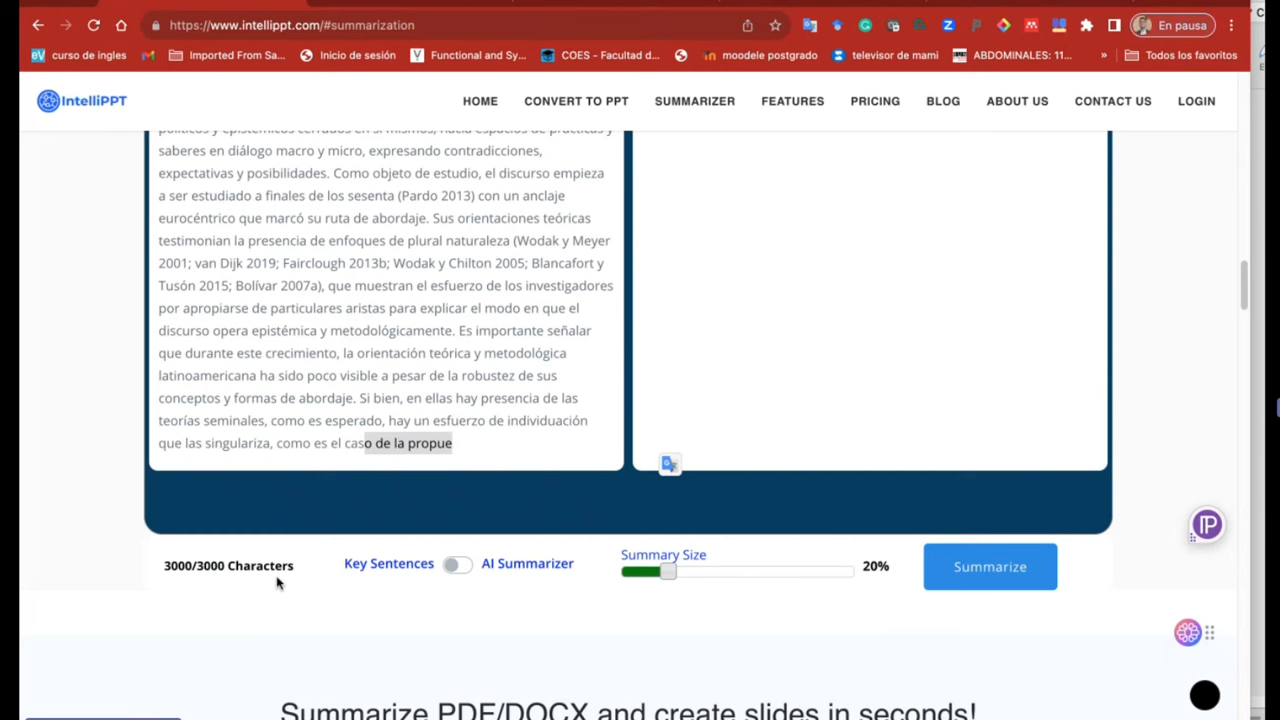 https://www.intellippt.com/#summarization
En pausa
curso de ingles
Imported From Sa...
Inicio de sesión
Functional and Sy...
COES - Facultad d...
moodele postgrado
televisor de mami
ABDOMINALES: 11...
»
Todos los favoritos
IntelliPPT
HOME
CONVERT TO PPT
SUMMARIZER
FEATURES
PRICING
BLOG
ABOUT US
CONTACT US
LOGIN
políticos y epistémicos cerrados en sí mismos, hacia espacios de prácticas y
saberes en diálogo macro y micro, expresando contradicciones,
expectativas y posibilidades. Como objeto de estudio, el discurso empieza
a ser estudiado a finales de los sesenta (Pardo 2013) con un anclaje
eurocéntrico que marcó su ruta de abordaje. Sus orientaciones teóricas
testimonian la presencia de enfoques de plural naturaleza (Wodak y Meyer
2001; van Dijk 2019; Fairclough 2013b; Wodak y Chilton 2005; Blancafort y
Tusón 2015; Bolívar 2007a), que muestran el esfuerzo de los investigadores
por apropiarse de particulares aristas para explicar el modo en que el
discurso opera epistémica y metodológicamente. Es importante señalar
que durante este crecimiento, la orientación teórica y metodológica
latinoamericana ha sido poco visible a pesar de la robustez de sus
conceptos y formas de abordaje. Si bien, en ellas hay presencia de las
teorías seminales, como es esperado, hay un esfuerzo de individuación
que las singulariza, como es el caso de la propue
3000/3000 Characters
Key Sentences
AI Summarizer
Summary Size
20%
Summarize
Summarize PDF/DOCX and create slides in seconds!